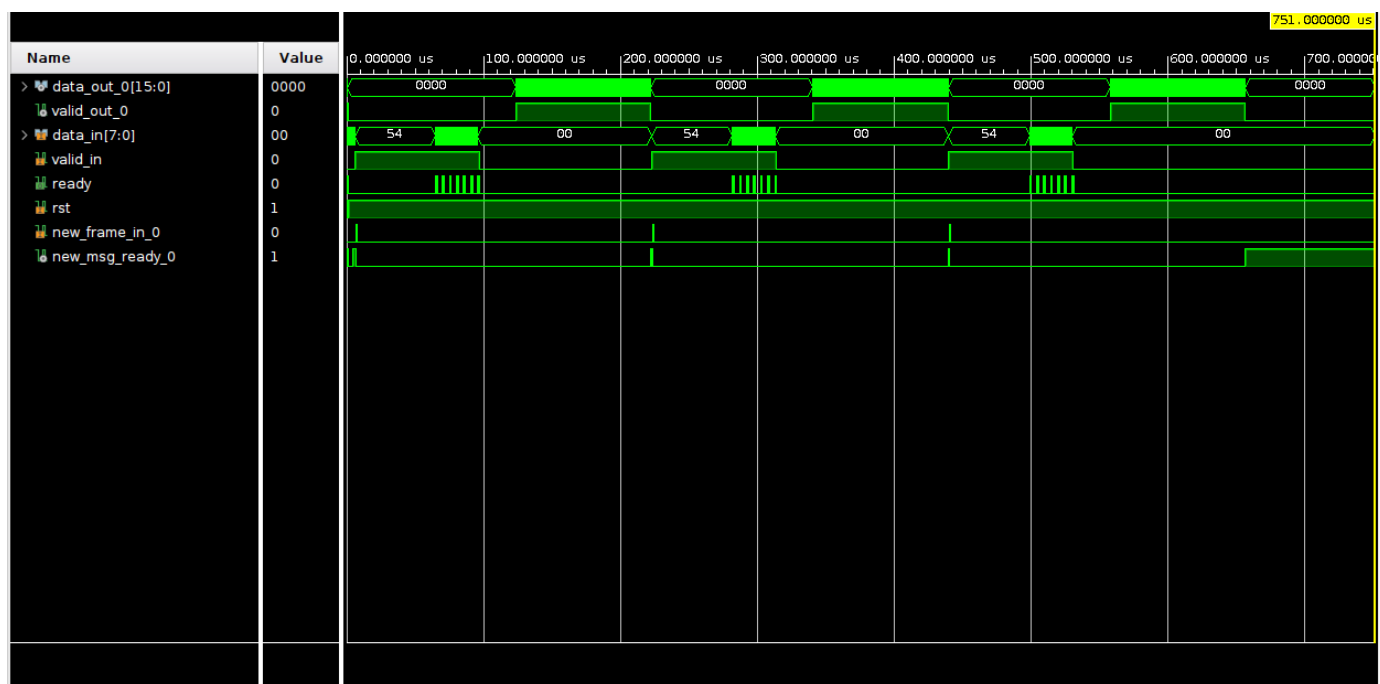 751.000000 us
Name Value 0.000000 us 100.000000 us 200.000000 us 300.000000 us 400.000000 us 500.000000 us 600.000000 us 700.00000
data_out_0[15:0] 0000 0000 0000 0000 0000
valid_out_0 0
data_in[7:0] 00 54 00 54 00 54 00
valid_in 0
ready 0
rst 1
new_frame_in_0 0
new_msg_ready_0 1